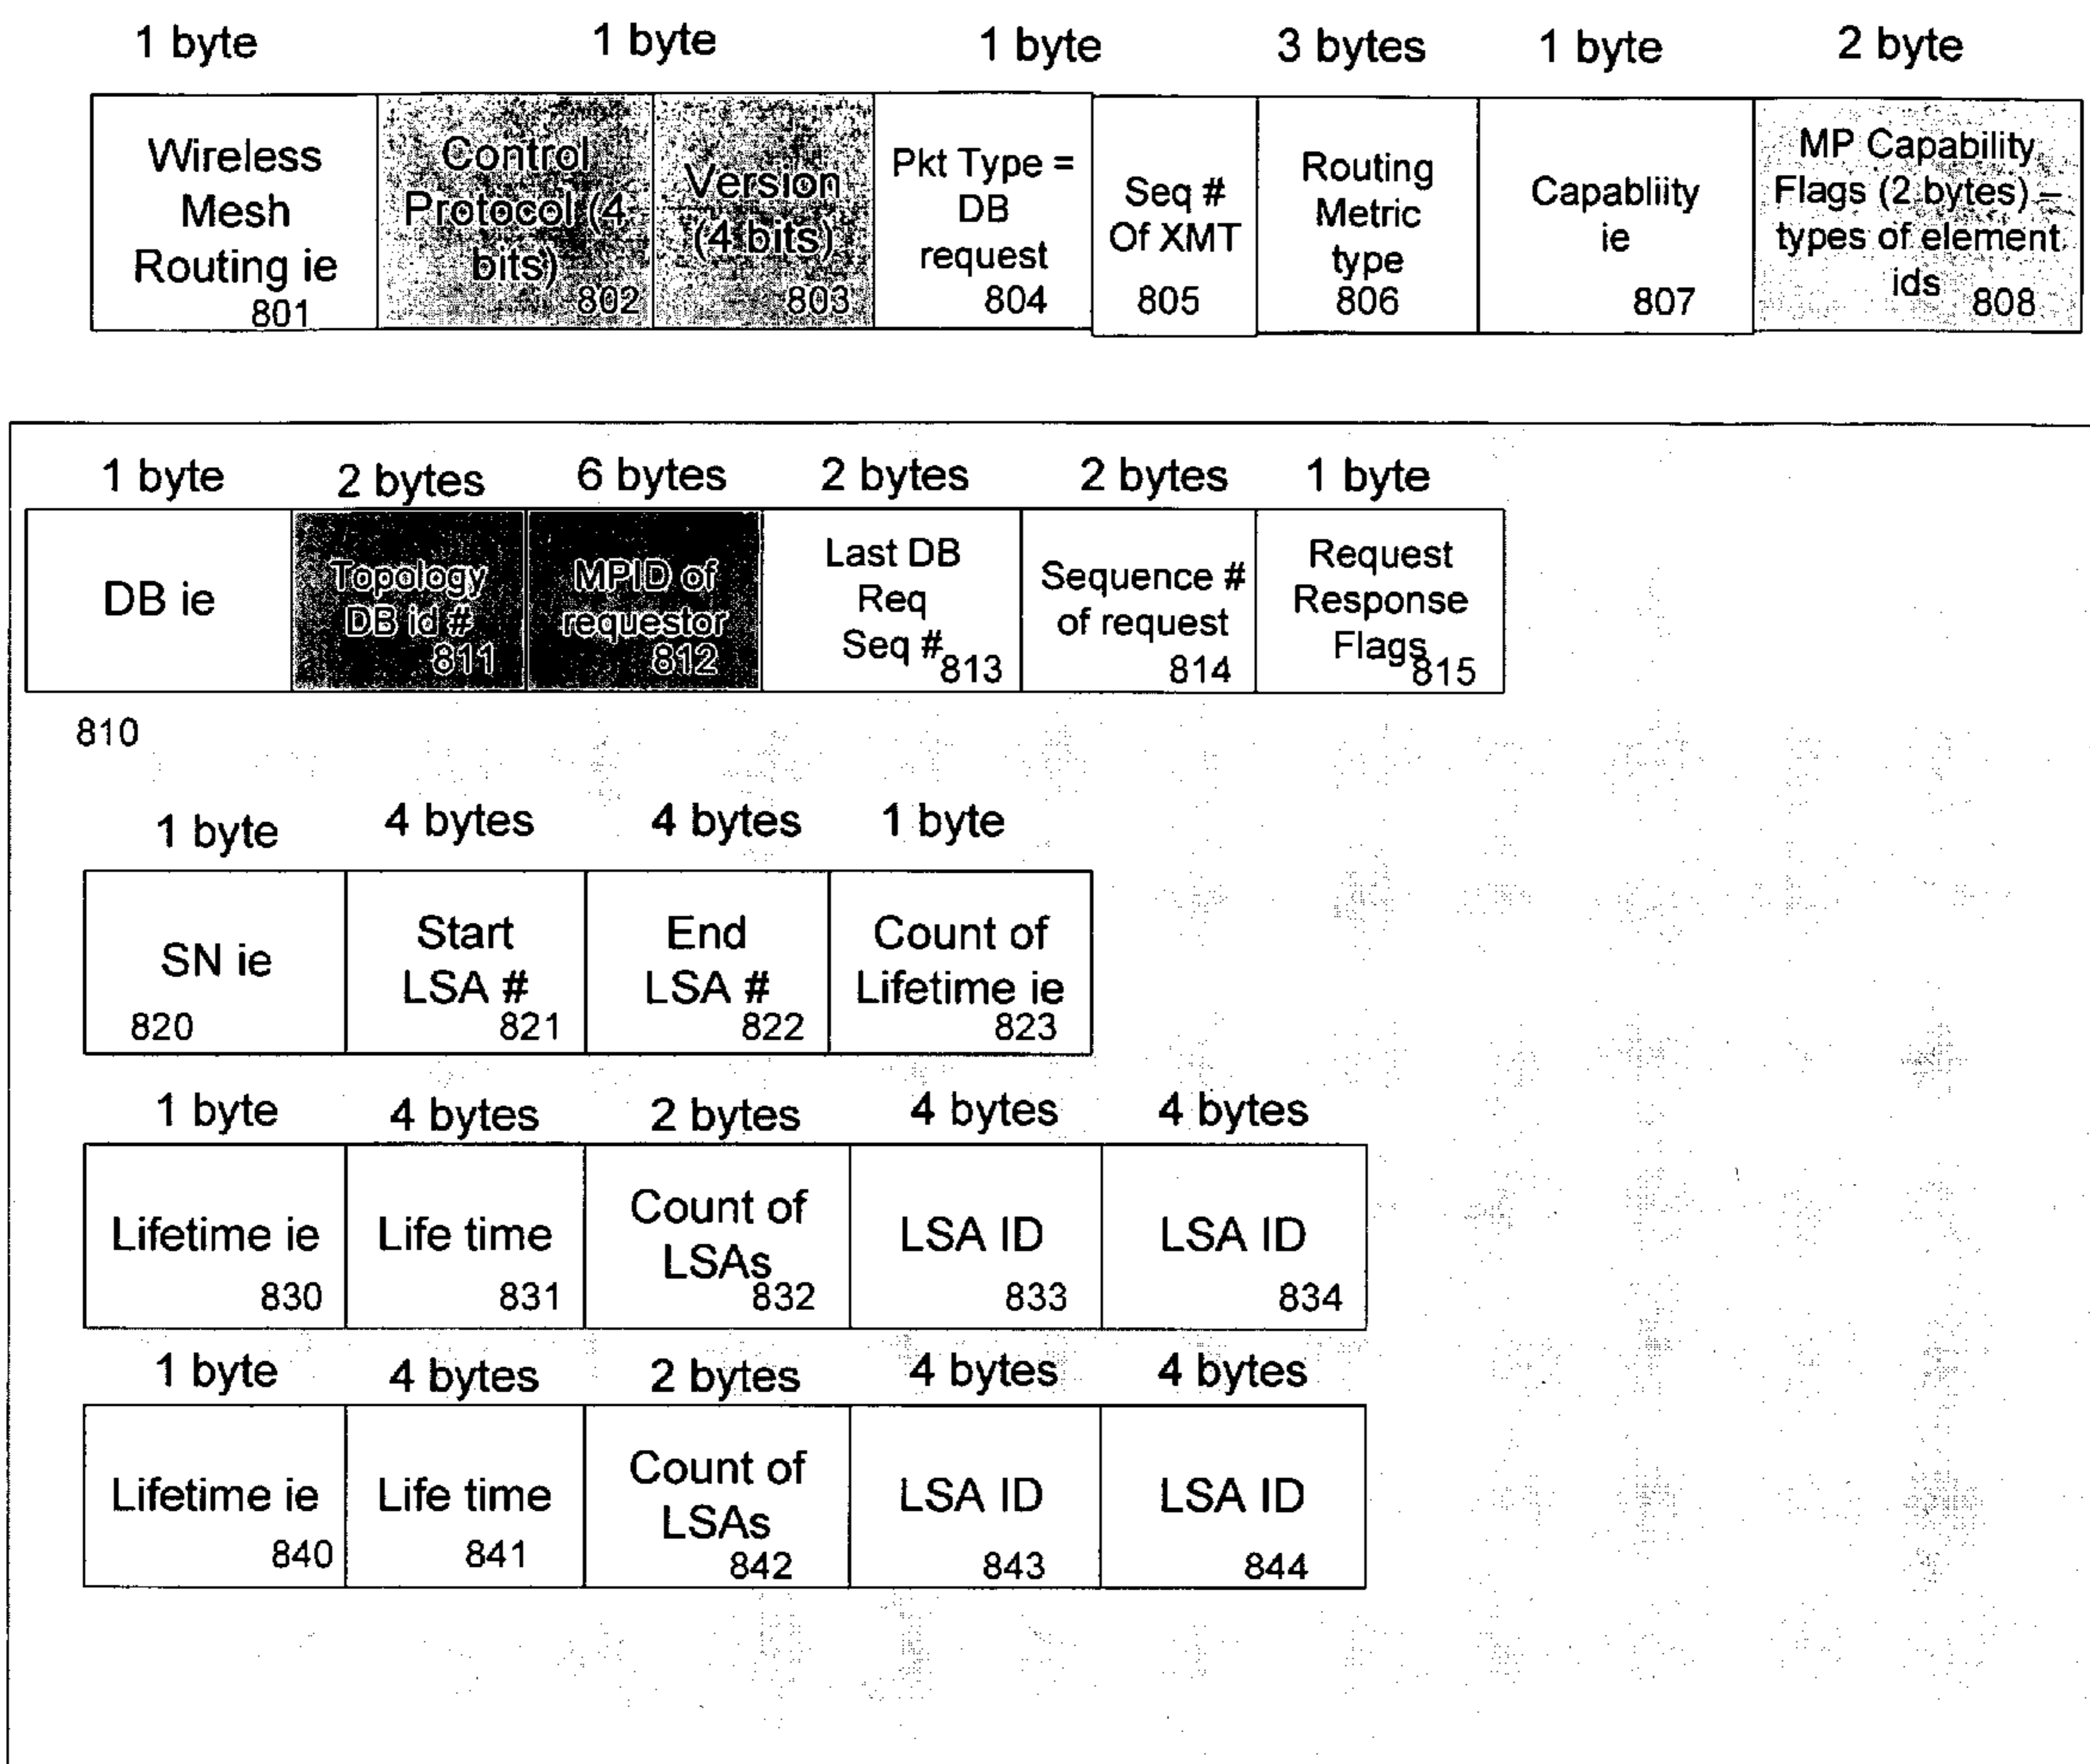 1 byte 1 byte 1 byte 3 bytes 1 byte 2 byte
Wireless
Mesh
Routing ie
801
Control
Protocol (4
bits)
802
Version
(4 bits)
803
Pkt Type =
DB
request
804
Seq #
Of XMT
805
Routing
Metric
type
806
Capabliity
ie
807
MP Capability
Flags (2 bytes) –
types of element
ids
808
1 byte 2 bytes 6 bytes 2 bytes 2 bytes 1 byte
DB ie
Topology
DB id #
811
MPID of
requestor
812
Last DB
Req
Seq #
813
Sequence #
of request
814
Request
Response
Flags
815
810
1 byte 4 bytes 4 bytes 1 byte
SN ie
820
Start
LSA #
821
End
LSA #
822
Count of
Lifetime ie
823
1 byte 4 bytes 2 bytes 4 bytes 4 bytes
Lifetime ie
830
Life time
831
Count of
LSAs
832
LSA ID
833
LSA ID
834
1 byte 4 bytes 2 bytes 4 bytes 4 bytes
Lifetime ie
840
Life time
841
Count of
LSAs
842
LSA ID
843
LSA ID
844